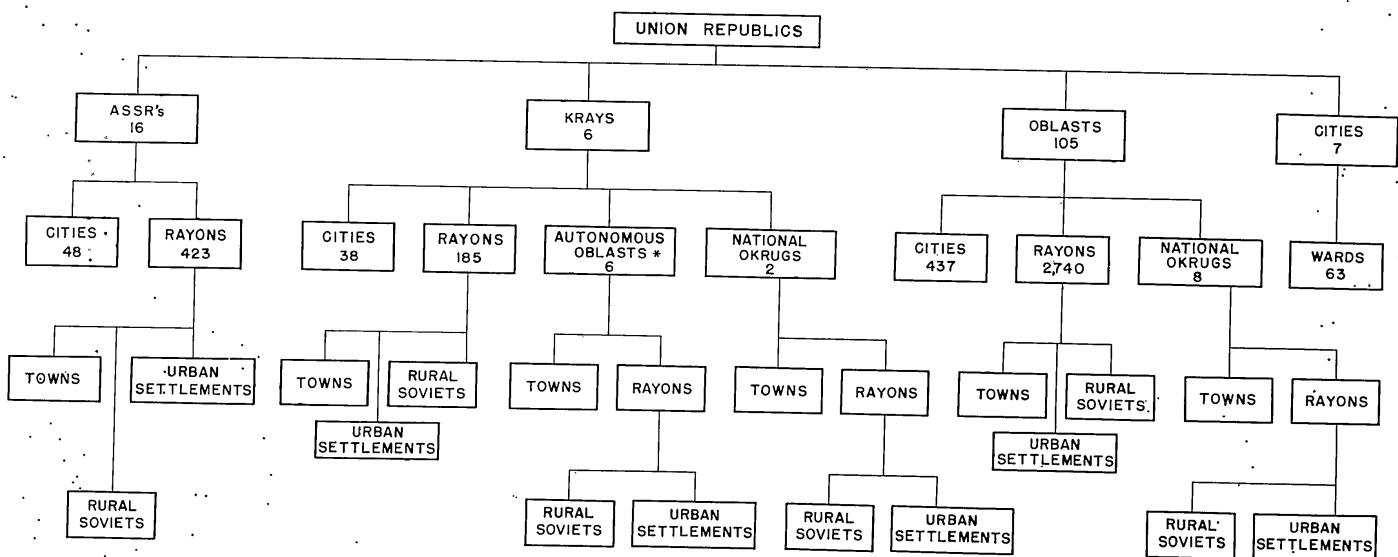 UNION REPUBLICS
ASSR's
16
KRAYS
6
OBLASTS
105
CITIES
7
CITIES
48
RAYONS
423
CITIES
38
RAYONS
185
AUTONOMOUS
OBLASTS *
6
NATIONAL
OKRUGS
2
CITIES
437
RAYONS
2,740
NATIONAL
OKRUGS
8
WARDS
63
TOWNS
URBAN
SETTLEMENTS
RURAL
SOVIETS
TOWNS
RURAL
SOVIETS
URBAN
SETTLEMENTS
TOWNS
RAYONS
RURAL
SOVIETS
URBAN
SETTLEMENTS
TOWNS
RAYONS
RURAL
SOVIETS
URBAN
SETTLEMENTS
TOWNS
RURAL
SOVIETS
URBAN
SETTLEMENTS
TOWNS
RAYONS
RURAL
SOVIETS
URBAN
SETTLEMENTS